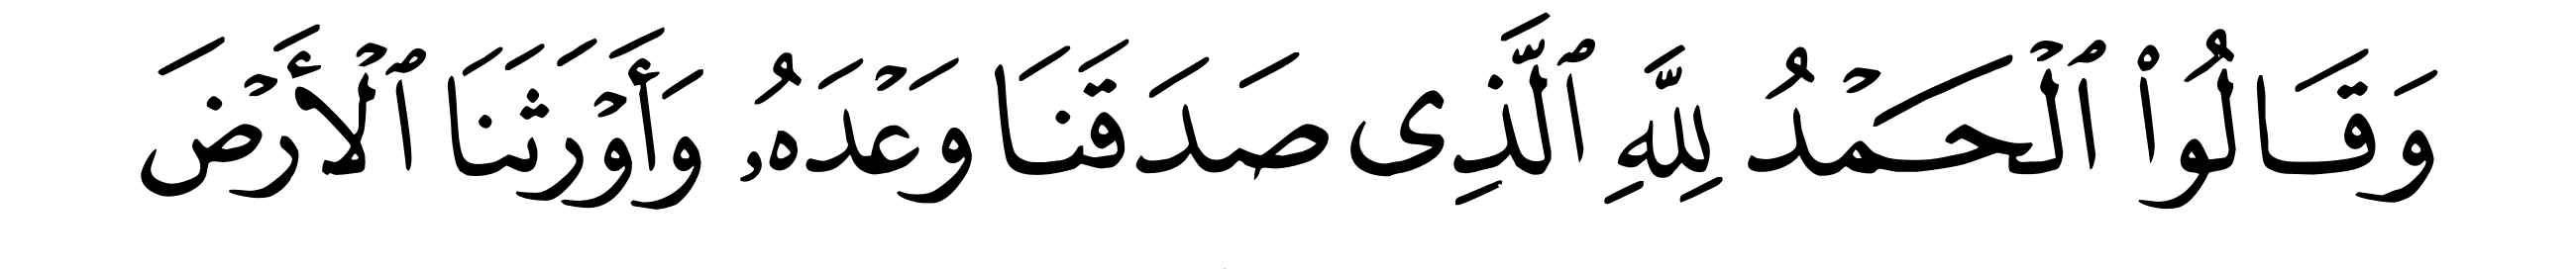 وَقَالُوا۟ ٱلْحَمْدُ لِلَّهِ ٱلَّذِى صَدَقَنَا وَعْدَهُۥ وَأَوْرَثَنَا ٱلْأَرْضَ